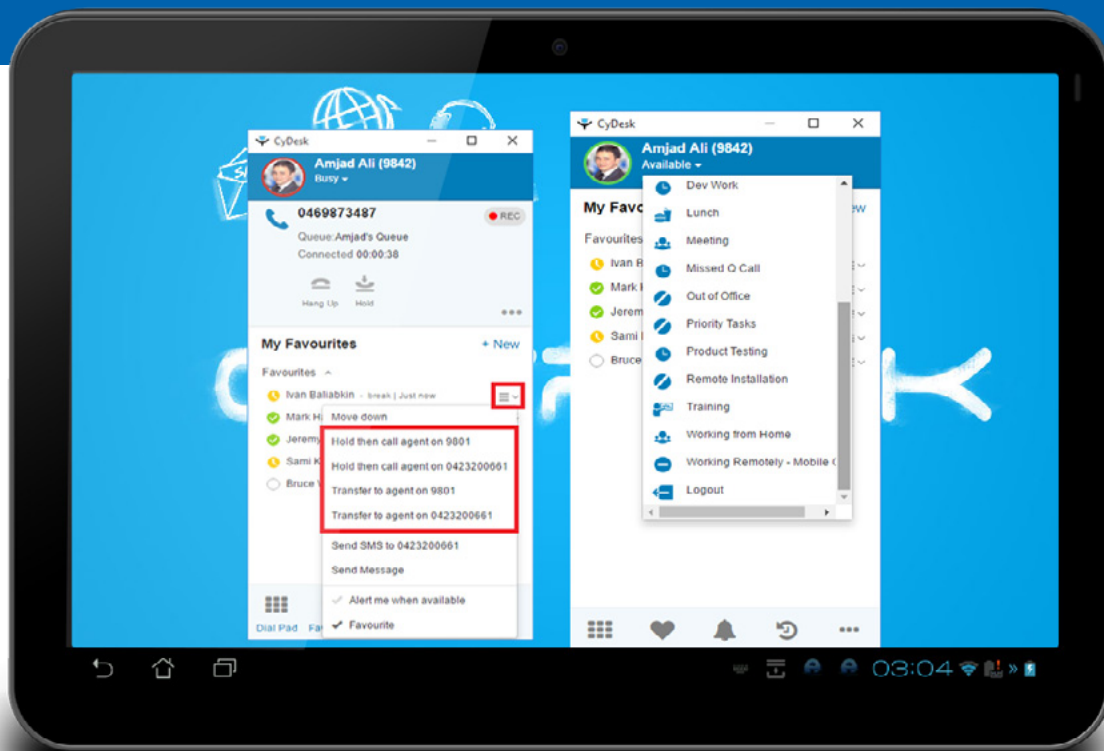 CyDesk
Amjad Ali (9842)
Busy
0469873487
REC
Queue:Amjad's Queue
Connected 00:00:38
Hang Up Hold
My Favourites + New
Favourites
Ivan Baliabkin - break | Just now
Mark H
Jeremy
Sami K
Bruce
Move down
Hold then call agent on 9801
Hold then call agent on 0423200661
Transfer to agent on 9801
Transfer to agent on 0423200661
Send SMS to 0423200661
Send Message
Alert me when available
Favourite
Dial Pad Fa
CyDesk
Amjad Ali (9842)
Available
My Favo ew
Favourites
Ivan B
Mark H
Jerem
Sami
Bruce
Dev Work
Lunch
Meeting
Missed Q Call
Out of Office
Priority Tasks
Product Testing
Remote Installation
Training
Working from Home
Working Remotely - Mobile
Logout
03:04